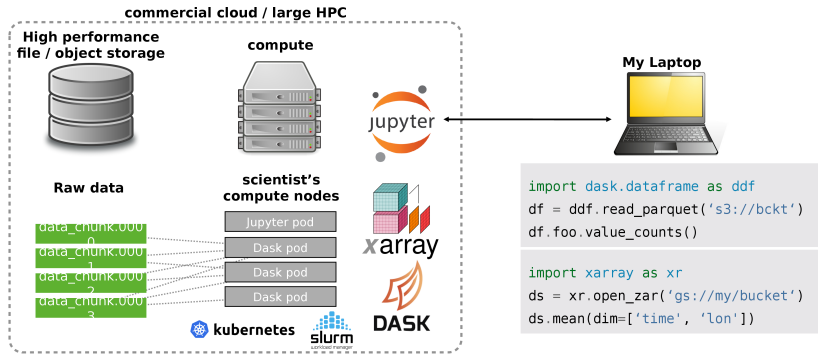 commercial cloud / large HPC
High performance
file / object storage
compute
My Laptop
jupyter
Raw data
scientist’s
compute nodes
data_chunk.000
0
data_chunk.000
1
data_chunk.000
2
data_chunk.000
3
Jupyter pod
Dask pod
Dask pod
Dask pod
xarray
DASK
kubernetes
slurm
workload manager
import dask.dataframe as ddf
df = ddf.read_parquet(‘s3://bckt‘)
df.foo.value_counts()
import xarray as xr
ds = xr.open_zar(‘gs://my/bucket‘)
ds.mean(dim=[‘time', ‘lon'])